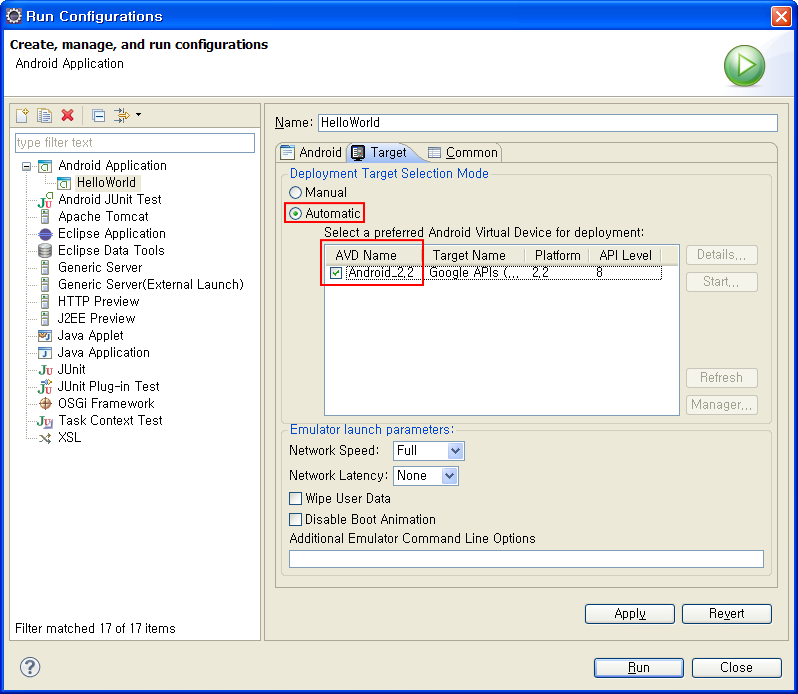 Run Configurations
Create, manage, and run configurations
Android Application
type filter text
Android Application
HelloWorld
Android JUnit Test
Apache Tomcat
Eclipse Application
Eclipse Data Tools
Generic Server
Generic Server(External Launch)
HTTP Preview
J2EE Preview
Java Applet
Java Application
JUnit
JUnit Plug-in Test
OSGi Framework
Task Context Test
XSL
Filter matched 17 of 17 items
Name: HelloWorld
Android Target Common
Deployment Target Selection Mode
Manual
Automatic
Select a preferred Android Virtual Device for deployment:
AVD Name Target Name Platform API Level
Android_2.2 Google APIs (... 2.2 8
Details...
Start...
Refresh
Manager...
Emulator launch parameters:
Network Speed: Full
Network Latency: None
Wipe User Data
Disable Boot Animation
Additional Emulator Command Line Options
Apply Revert
? Run Close